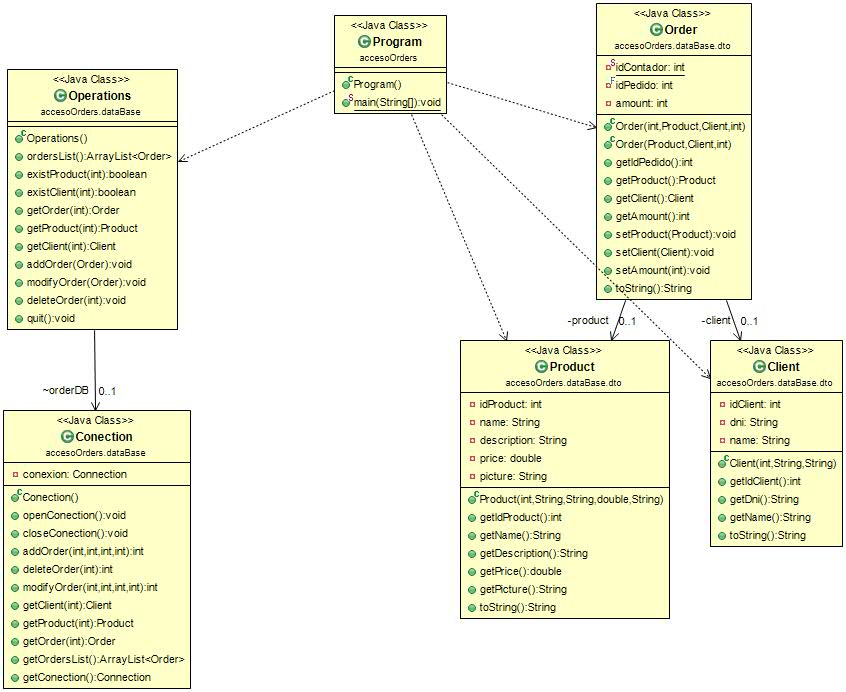 <<Java Class>>
Program
accesoOrders
Program()
main(String[]):void
<<Java Class>>
Order
accesoOrders.dataBase.dto
idContador: int
idPedido: int
amount: int
Order(int,Product,Client,int)
Order(Product,Client,int)
getIdPedido():int
getProduct():Product
getClient():Client
getAmount():int
setProduct(Product):void
setClient(Client):void
setAmount(int):void
toString():String
<<Java Class>>
Operations
accesoOrders.dataBase
Operations()
ordersList():ArrayList<Order>
existProduct(int):boolean
existClient(int):boolean
getOrder(int):Order
getProduct(int):Product
getClient(int):Client
addOrder(Order):void
modifyOrder(Order):void
deleteOrder(int):void
quit():void
-product
0..1
-client
0..1
~orderDB
0..1
<<Java Class>>
Conection
accesoOrders.dataBase
conexion: Connection
Conection()
openConection():void
closeConection():void
addOrder(int,int,int,int):int
deleteOrder(int):int
modifyOrder(int,int,int,int):int
getClient(int):Client
getProduct(int):Product
getOrder(int):Order
getOrdersList():ArrayList<Order>
getConection():Connection
<<Java Class>>
Product
accesoOrders.dataBase.dto
idProduct: int
name: String
description: String
price: double
picture: String
Product(int,String,String,double,String)
getIdProduct():int
getName():String
getDescription():String
getPrice():double
getPicture():String
toString():String
<<Java Class>>
Client
accesoOrders.dataBase.dto
idClient: int
dni: String
name: String
Client(int,String,String)
getIdClient():int
getDni():String
getName():String
toString():String